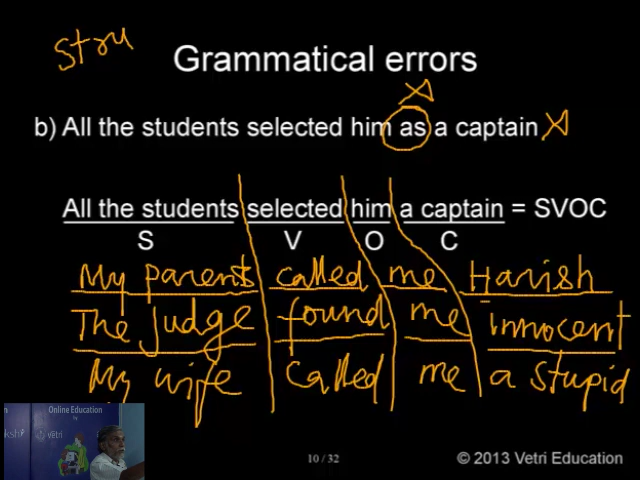 Stru
Grammatical errors
b) All the students selected him as a captain
All the students selected him a captain = SVOC
S V O C
My parents called me Harish
The Judge found me innocent
My wife called me a stupid
Online Education
by
Vetri
10 / 32
© 2013 Vetri Education